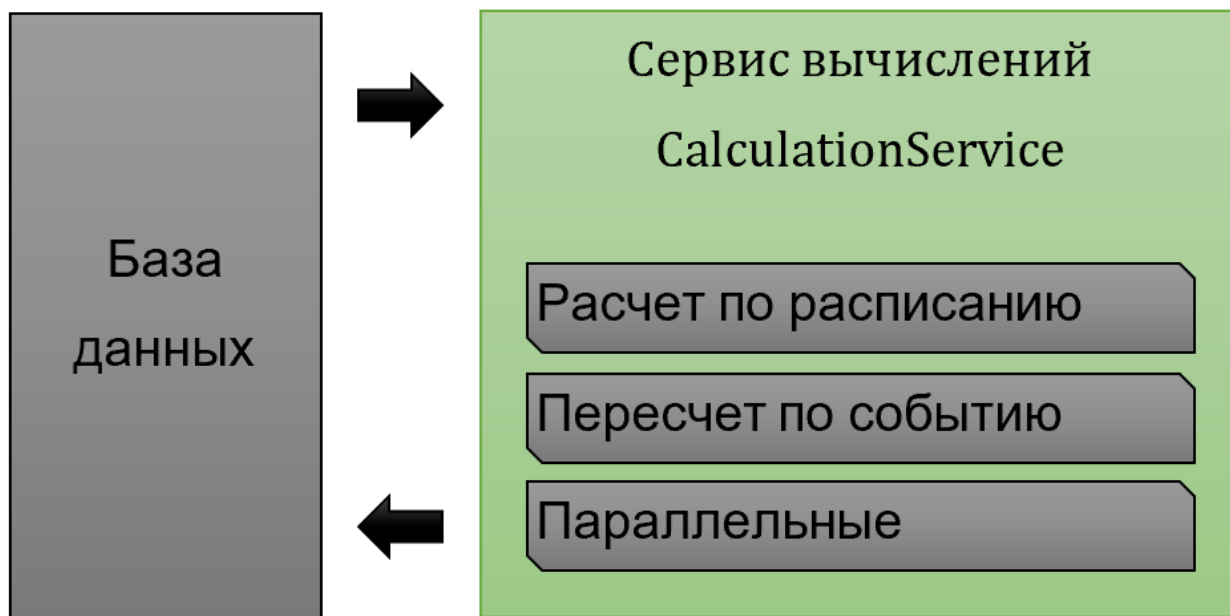 База
данных
Сервис вычислений
CalculationService
Расчет по расписанию
Пересчет по событию
Параллельные